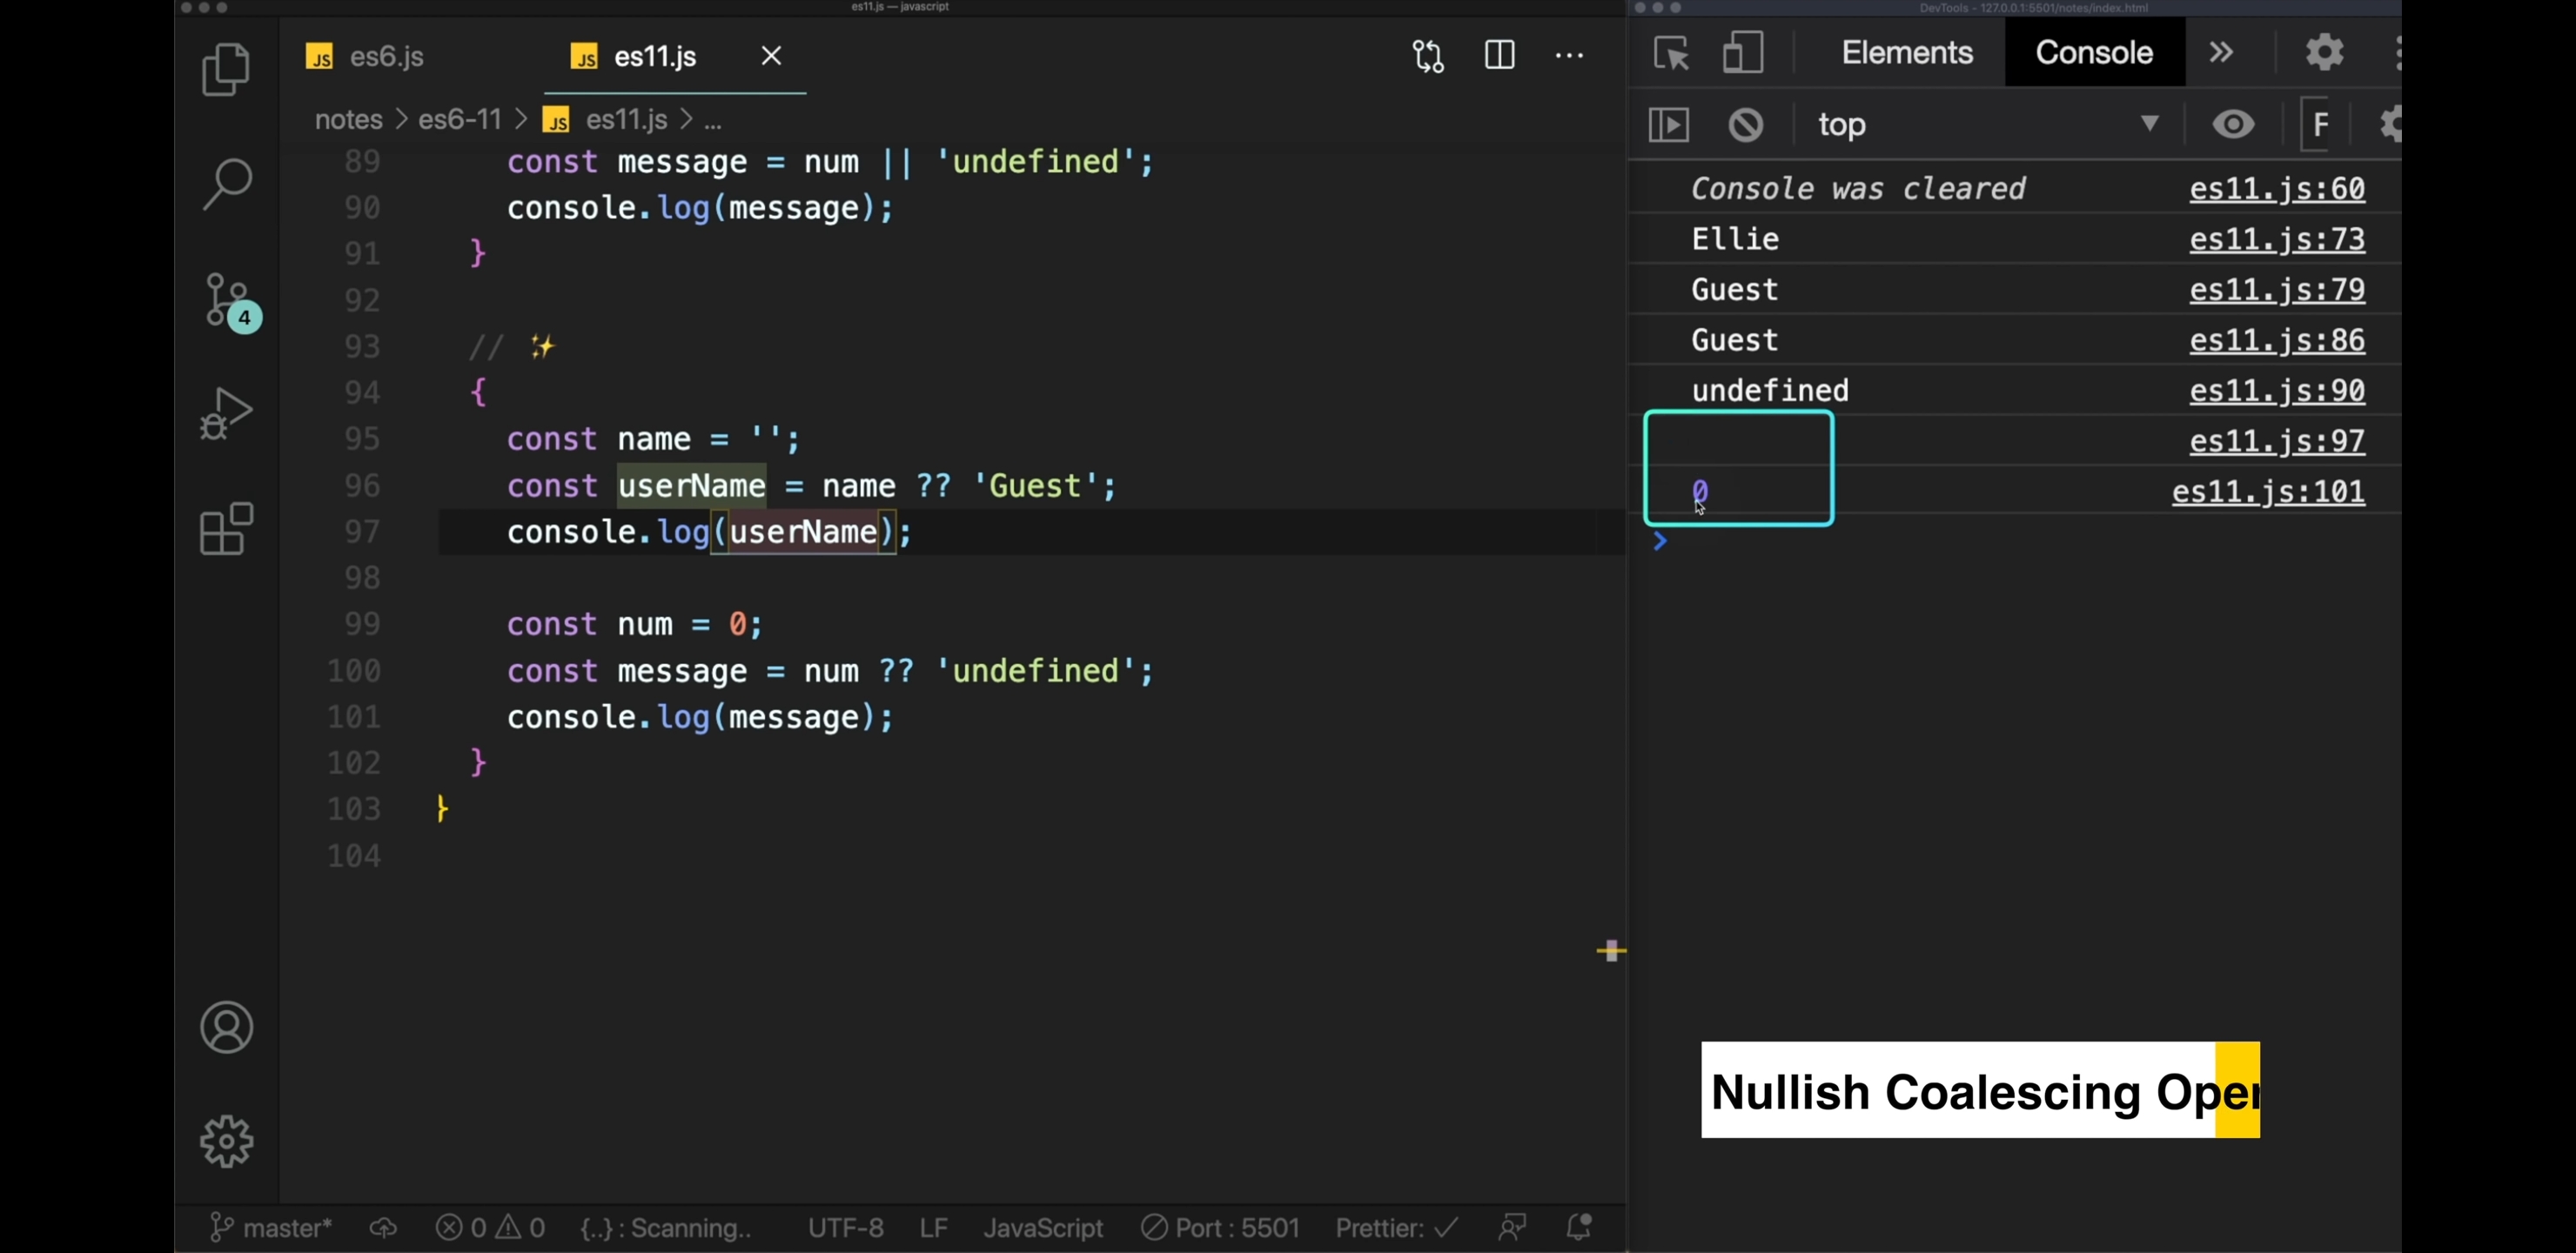 es11.js — javascript
es6.js
es11.js
notes > es6-11 > es11.js > ...
89 const message = num || 'undefined';
90 console.log(message);
91 }
92
93 // ✨
94 {
95 const name = '';
96 const userName = name ?? 'Guest';
97 console.log(userName);
98
99 const num = 0;
100 const message = num ?? 'undefined';
101 console.log(message);
102 }
103 }
104
4
master* 0 0 {..} : Scanning.. UTF-8 LF JavaScript Port : 5501 Prettier: ✓
DevTools - 127.0.0.1:5501/notes/index.html
Elements Console »
top F
Console was cleared es11.js:60
Ellie es11.js:73
Guest es11.js:79
Guest es11.js:86
undefined es11.js:90
es11.js:97
0 es11.js:101
>
Nullish Coalescing Oper